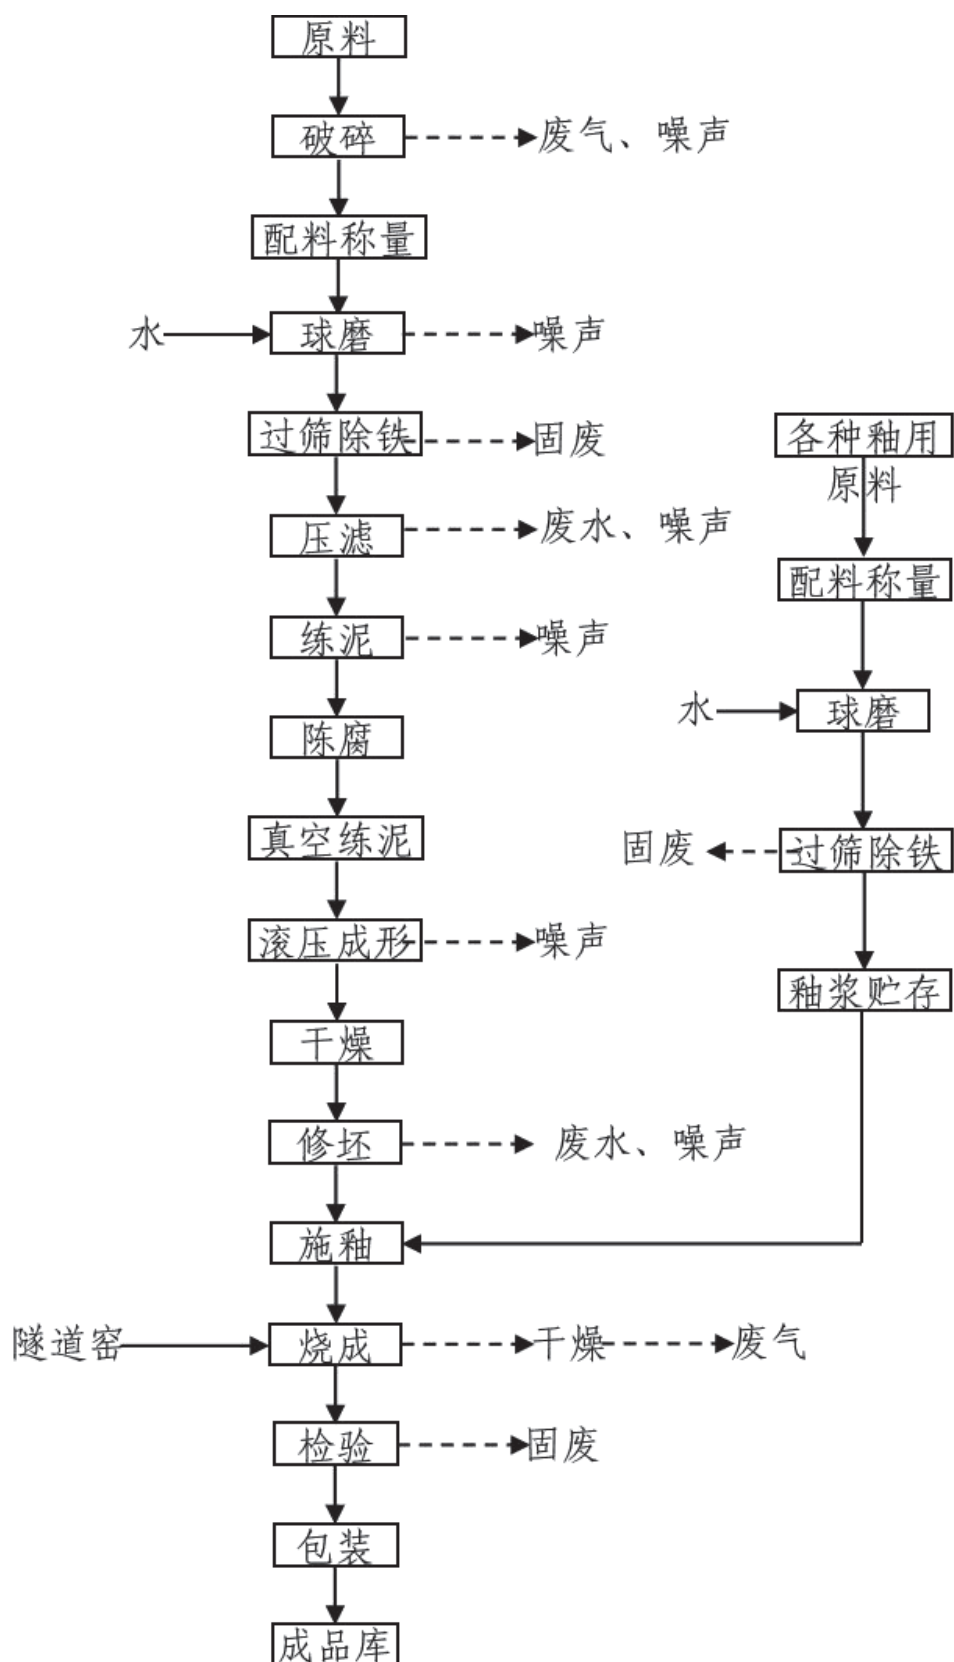 原料
破碎
废气、噪声
配料称量
水
球磨
噪声
过筛除铁
固废
各种釉用
原料
压滤
废水、噪声
配料称量
练泥
噪声
水
球磨
陈腐
真空练泥
固废
过筛除铁
滚压成形
噪声
釉浆贮存
干燥
修坯
废水、噪声
施釉
隧道窑
烧成
干燥
废气
检验
固废
包装
成品库